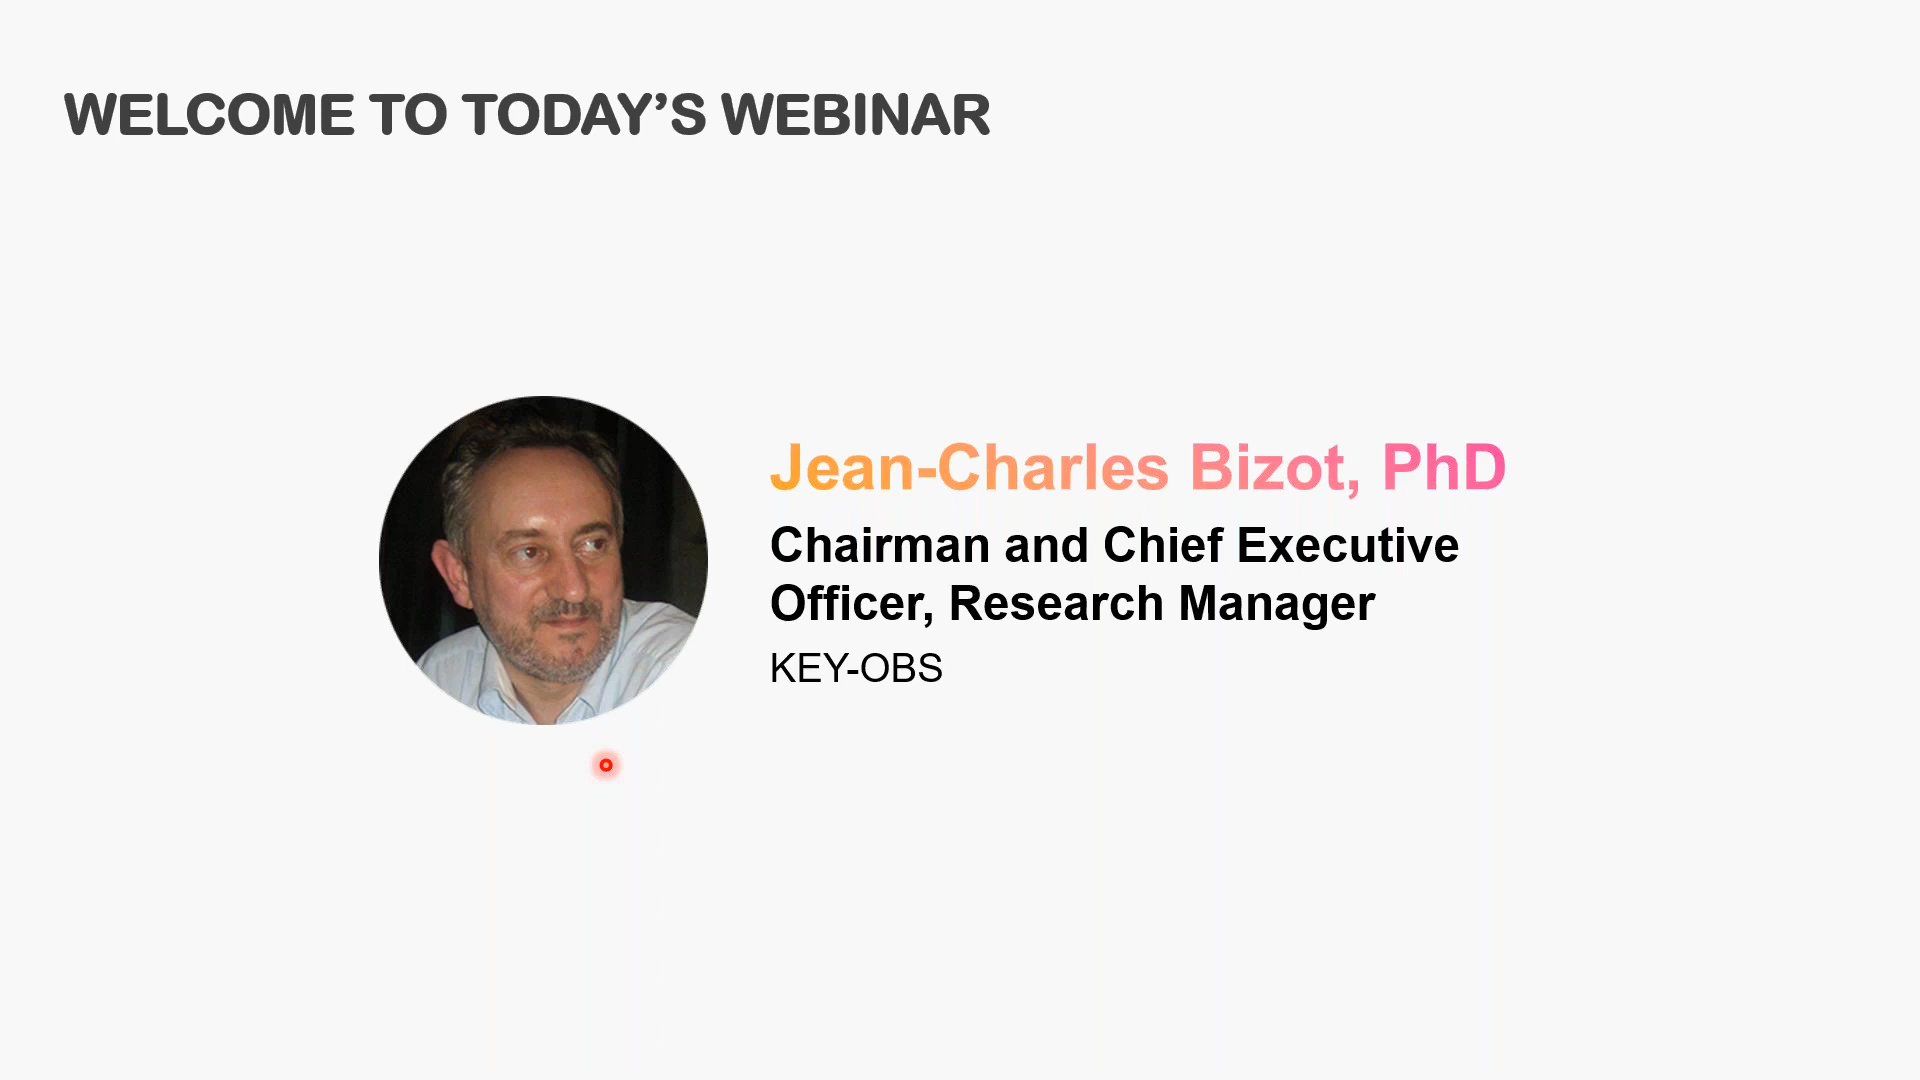 WELCOME TO TODAY’S WEBINAR
Jean-Charles Bizot, PhD
Chairman and Chief Executive
Officer, Research Manager
KEY-OBS